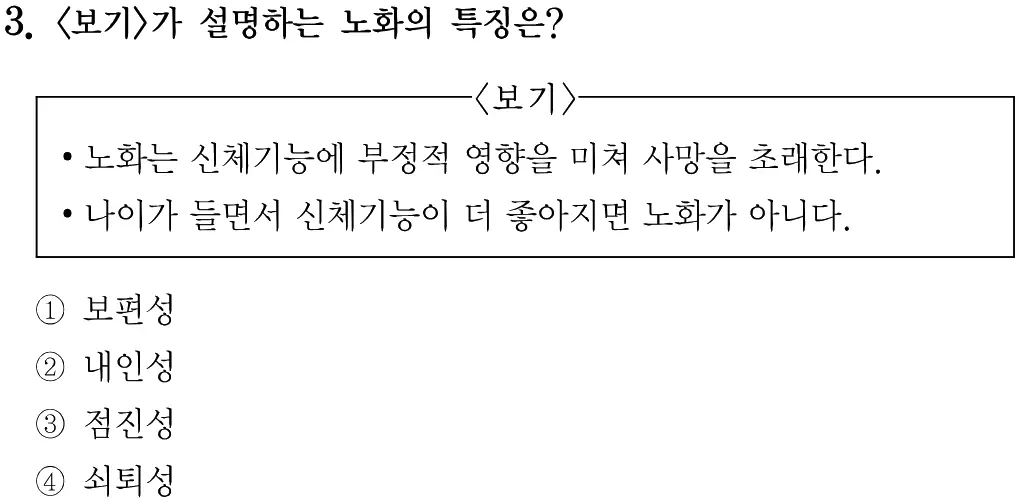 3. 〈보기〉가 설명하는 노화의 특징은?
〈보기〉
• 노화는 신체기능에 부정적 영향을 미쳐 사망을 초래한다.
• 나이가 들면서 신체기능이 더 좋아지면 노화가 아니다.
① 보편성
② 내인성
③ 점진성
④ 쇠퇴성